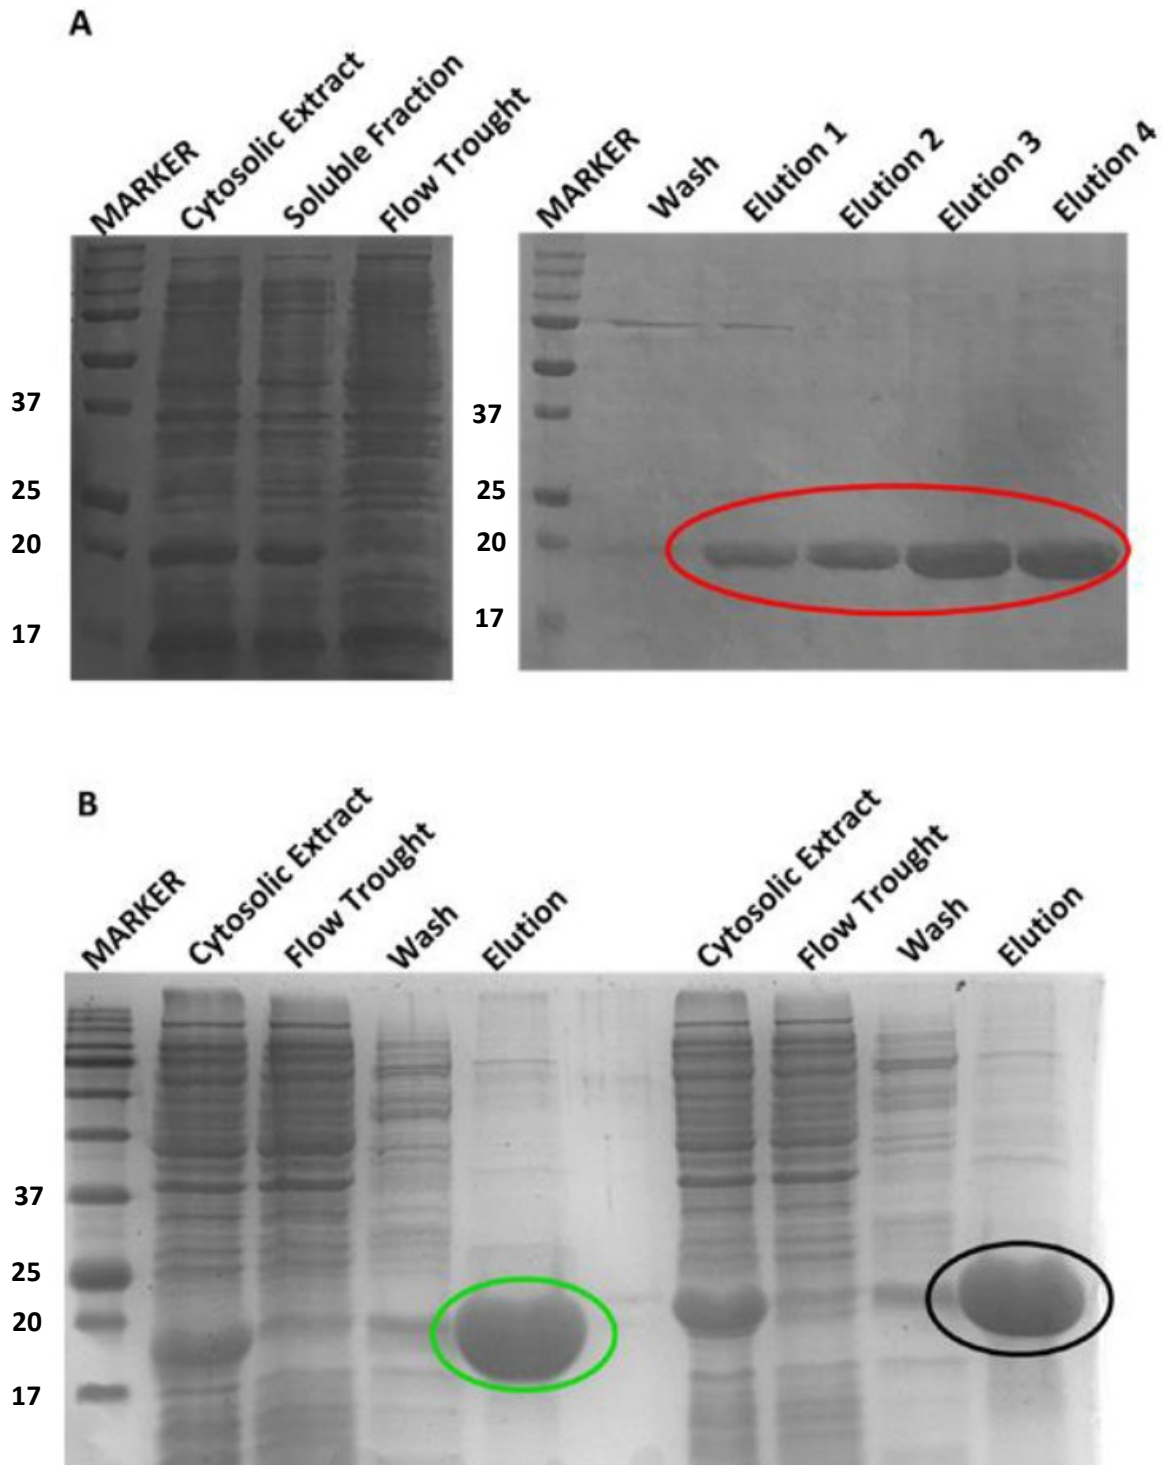 A
MARKER
Cytosolic Extract
Soluble Fraction
Flow Trought
MARKER
Wash
Elution 1
Elution 2
Elution 3
Elution 4
37
25
20
17
37
25
20
17
B
MARKER
Cytosolic Extract
Flow Trought
Wash
Elution
Cytosolic Extract
Flow Trought
Wash
Elution
37
25
20
17